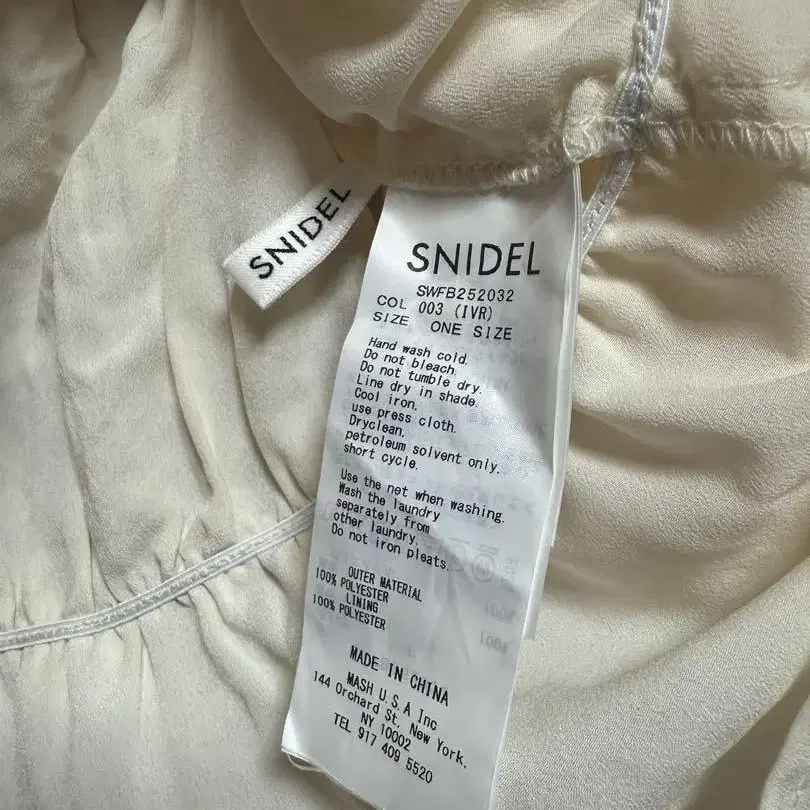 SNIDEL
SNIDEL
SWFB252032
COL 003 (IVR)
SIZE ONE SIZE
Hand wash cold.
Do not bleach.
Do not tumble dry.
Line dry in shade.
Cool iron.
use press cloth.
Dryclean.
petroleum solvent only.
short cycle.
Use the net when washing.
Wash the laundry
separately from
other laundry.
Do not iron pleats.
OUTER MATERIAL
100% POLYESTER
LINING
100% POLYESTER
MADE IN CHINA
MASH U.S.A Inc
144 Orchard St, New York,
NY 10002
TEL 917 409 5520